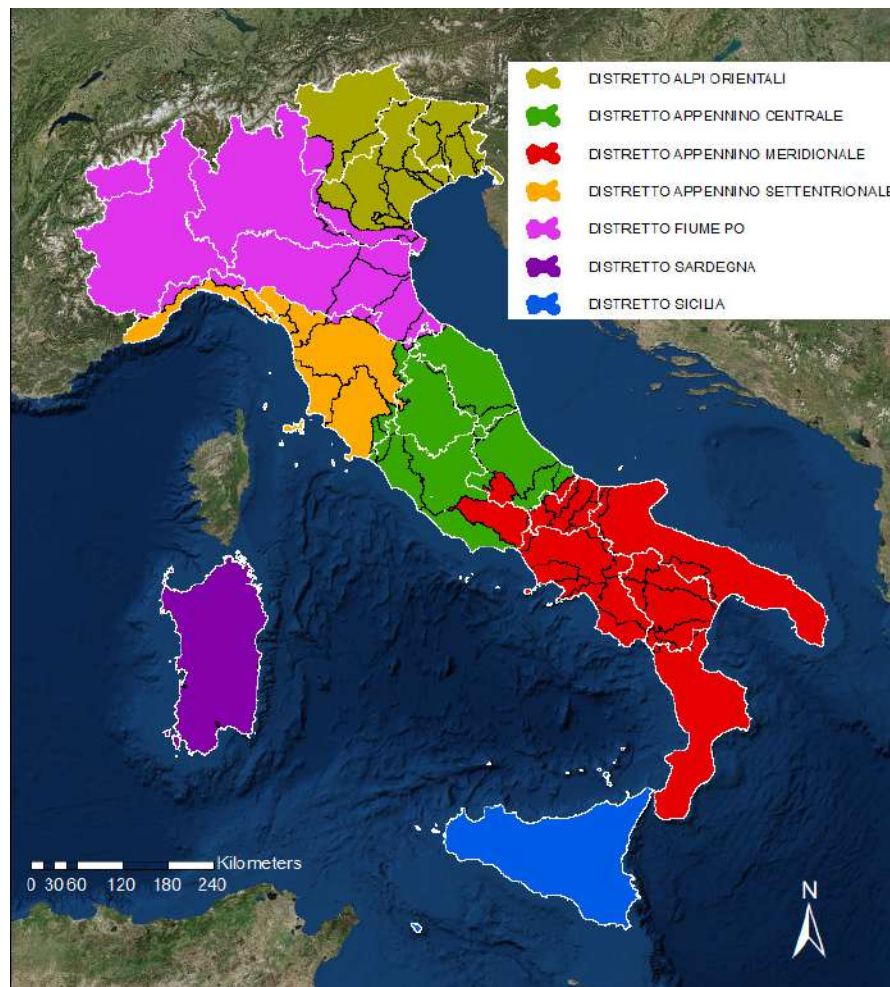 DISTRETTO ALPI ORIENTALI
DISTRETTO APPENNINO CENTRALE
DISTRETTO APPENNINO MERIDIONALE
DISTRETTO APPENNINO SETTENTRIONALE
DISTRETTO FIUME PO
DISTRETTO SARDEGNA
DISTRETTO SICILIA
Kilometers
0 30 60 120 180 240
N